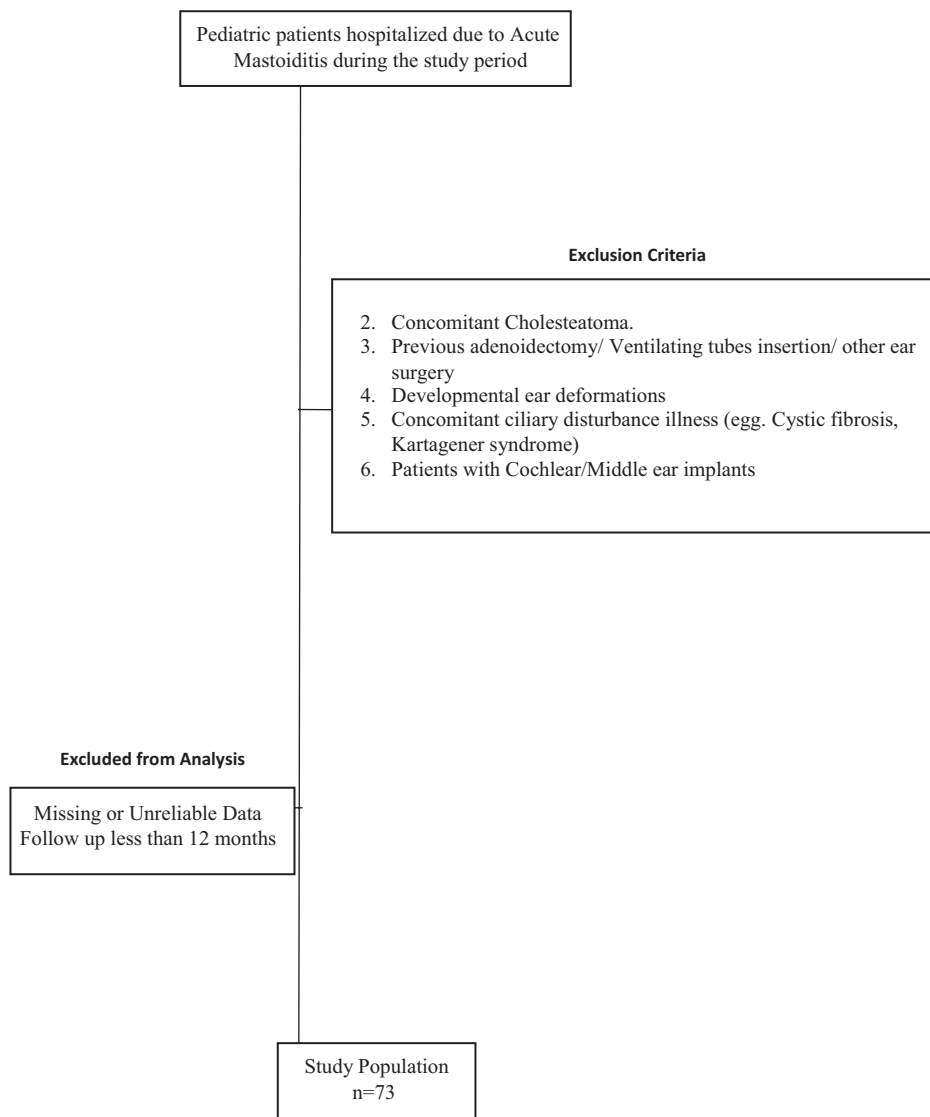 Pediatric patients hospitalized due to Acute
Mastoiditis during the study period
Exclusion Criteria
2. Concomitant Cholesteatoma.
3. Previous adenoidectomy/ Ventilating tubes insertion/ other ear
surgery
4. Developmental ear deformations
5. Concomitant ciliary disturbance illness (egg. Cystic fibrosis,
Kartagener syndrome)
6. Patients with Cochlear/Middle ear implants
Excluded from Analysis
Missing or Unreliable Data
Follow up less than 12 months
Study Population
n=73